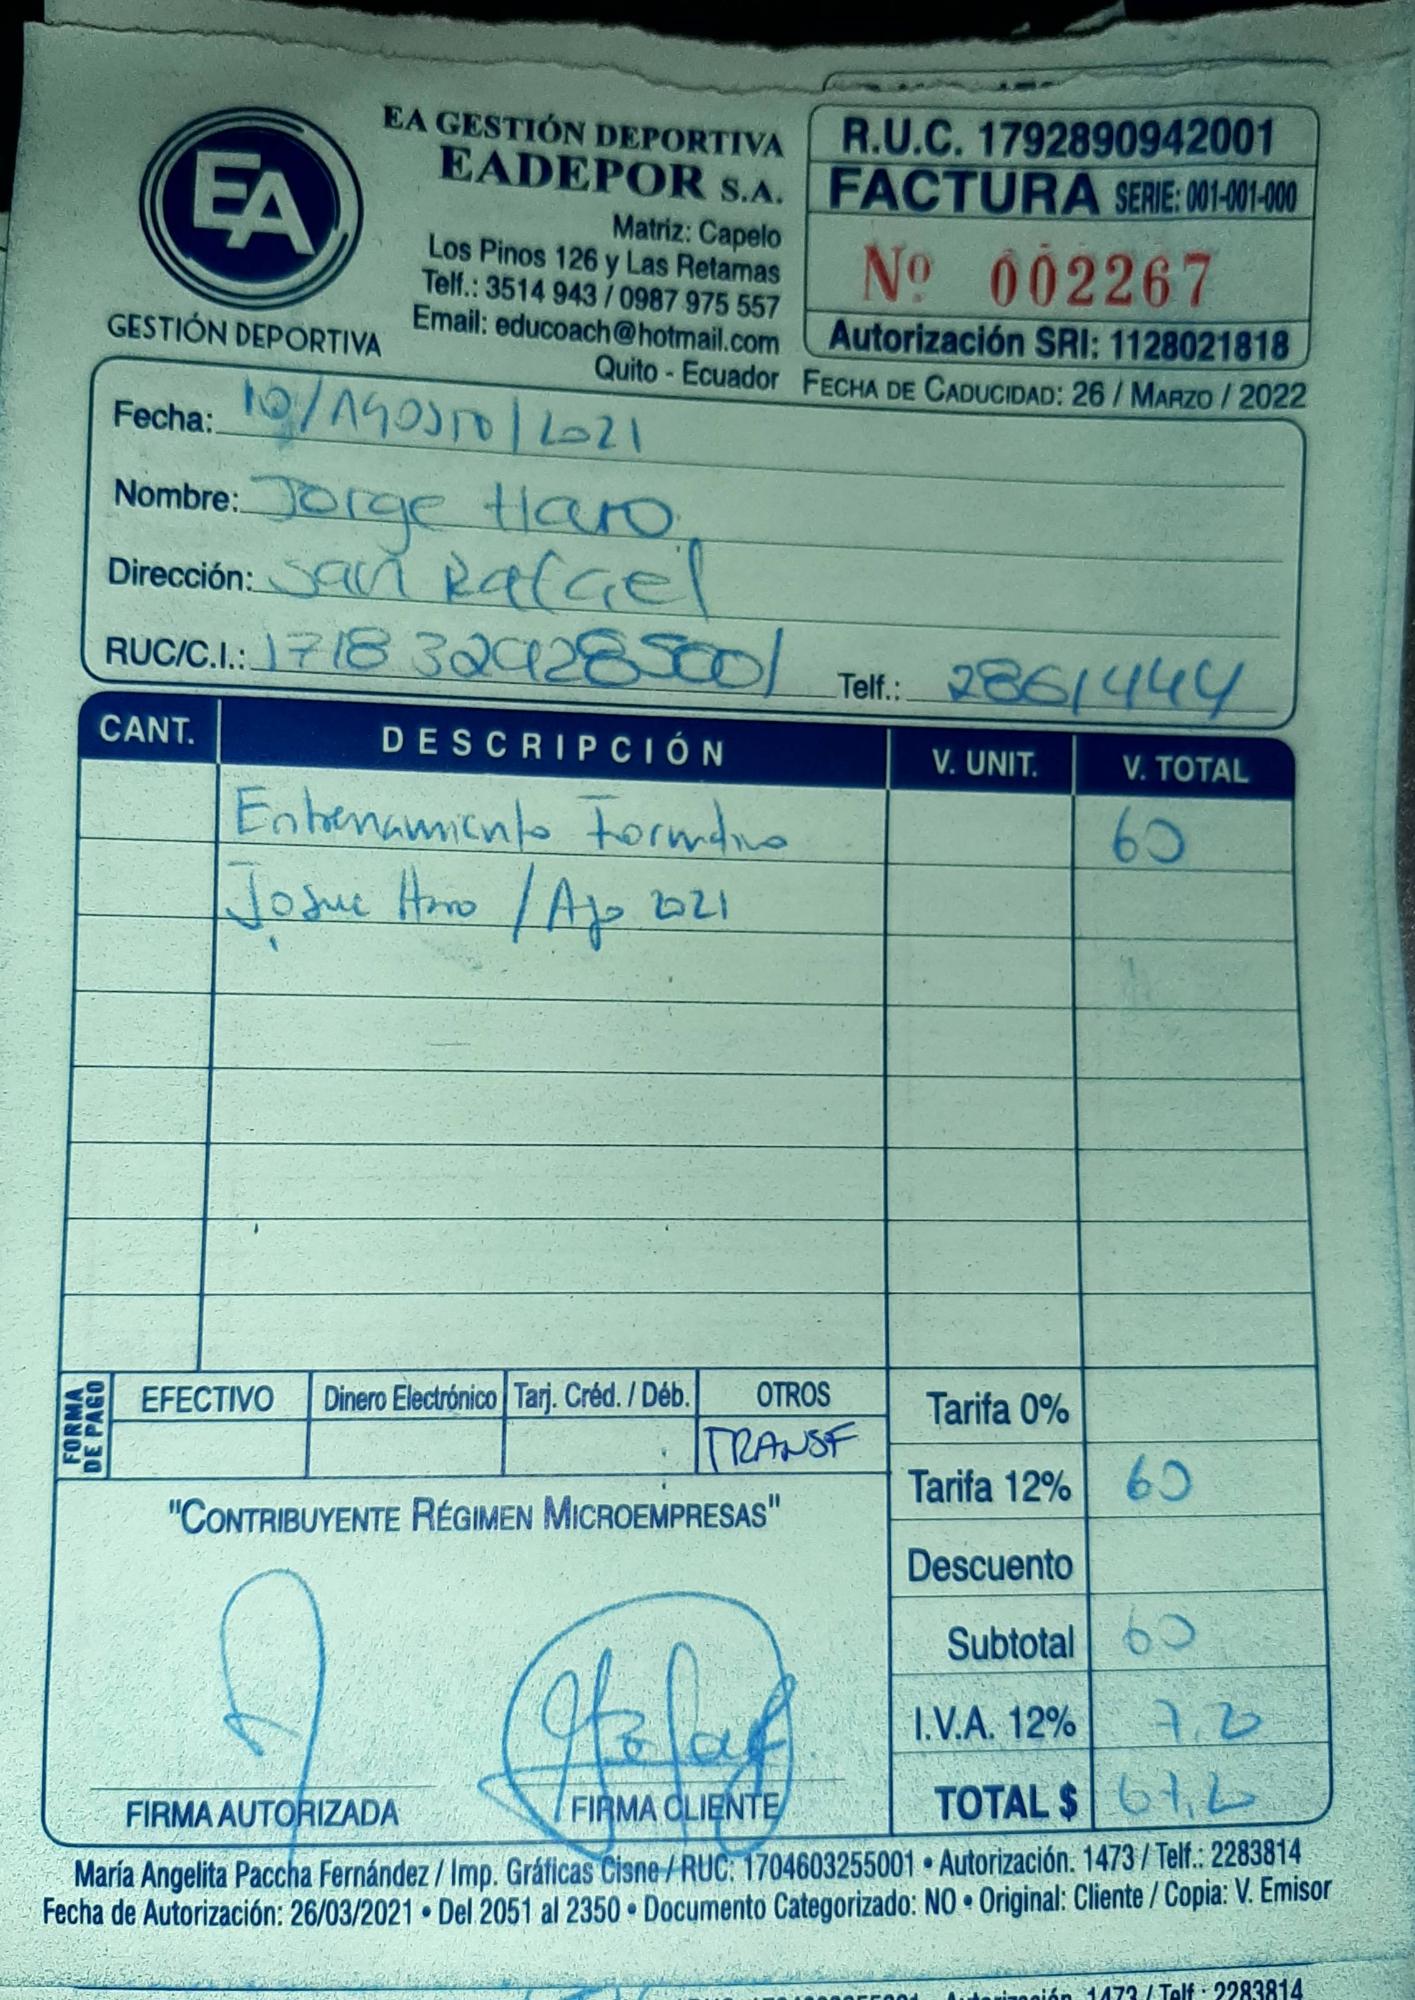 EA
GESTIÓN DEPORTIVA
EA GESTIÓN DEPORTIVA
EADEPOR S.A.
Matriz: Capelo
Los Pinos 126 y Las Retamas
Telf.: 3514 943 / 0987 975 557
Email: educoach@hotmail.com
Quito - Ecuador
R.U.C. 1792890942001
FACTURA SERIE: 001-001-000
Nº 002267
Autorización SRI: 1128021818
FECHA DE CADUCIDAD: 26 / MARZO / 2022
Fecha: 10/AGOSTO/2021
Nombre: Jorge Haro
Dirección: San Rafael
RUC/C.I.: 1718329285001 Telf.: 2861444
CANT. DESCRIPCIÓN V. UNIT. V. TOTAL
Entrenamiento Formativo 60
Josue Haro / Ago 2021
FORMA DE PAGO
EFECTIVO Dinero Electrónico Tarj. Créd. / Déb. OTROS
TRANSF
Tarifa 0%
Tarifa 12% 60
Descuento
Subtotal 60
I.V.A. 12% 7,20
TOTAL $ 67,20
"CONTRIBUYENTE RÉGIMEN MICROEMPRESAS"
FIRMA AUTORIZADA FIRMA CLIENTE
María Angelita Paccha Fernández / Imp. Gráficas Cisne / RUC: 1704603255001 • Autorización. 1473 / Telf.: 2283814
Fecha de Autorización: 26/03/2021 • Del 2051 al 2350 • Documento Categorizado: NO • Original: Cliente / Copia: V. Emisor
Autorización. 1473 / Telf.: 2283814